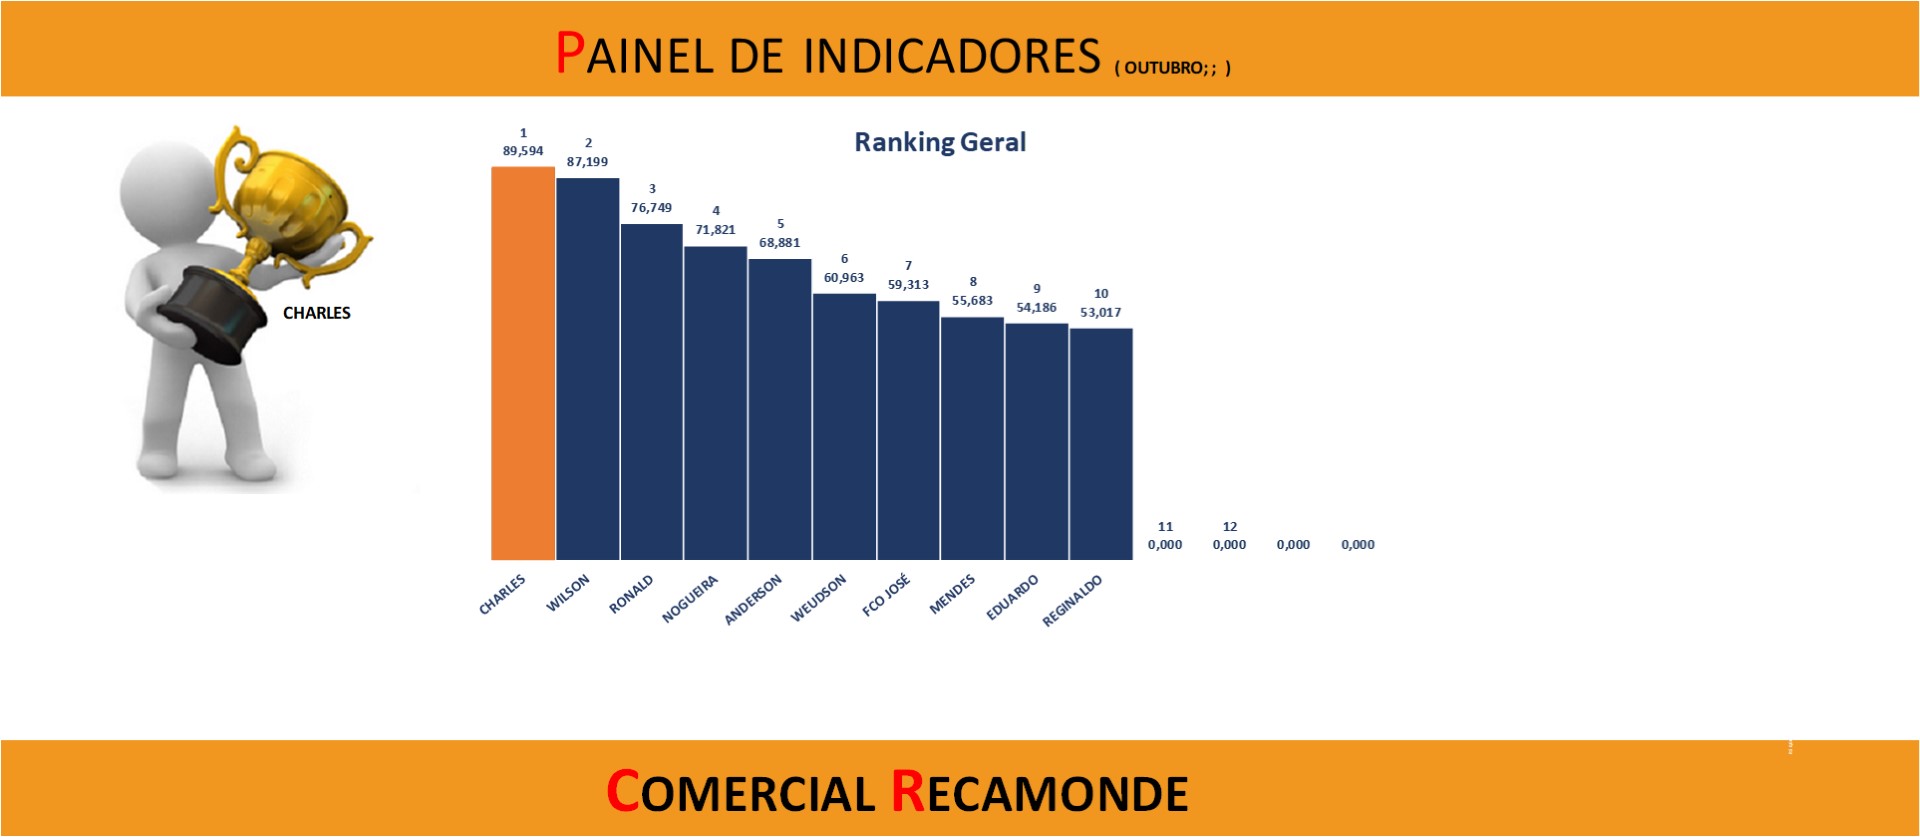 PAINEL DE INDICADORES ( OUTUBRO; ;  )
Ranking Geral
CHARLES
1
89,594
2
87,199
3
76,749
4
71,821
5
68,881
6
60,963
7
59,313
8
55,683
9
54,186
10
53,017
11
0,000
12
0,000
0,000
0,000
CHARLES
WILSON
RONALD
NOGUEIRA
ANDERSON
WEUDSON
FCO JOSÉ
MENDES
EDUARDO
REGINALDO
COMERCIAL RECAMONDE